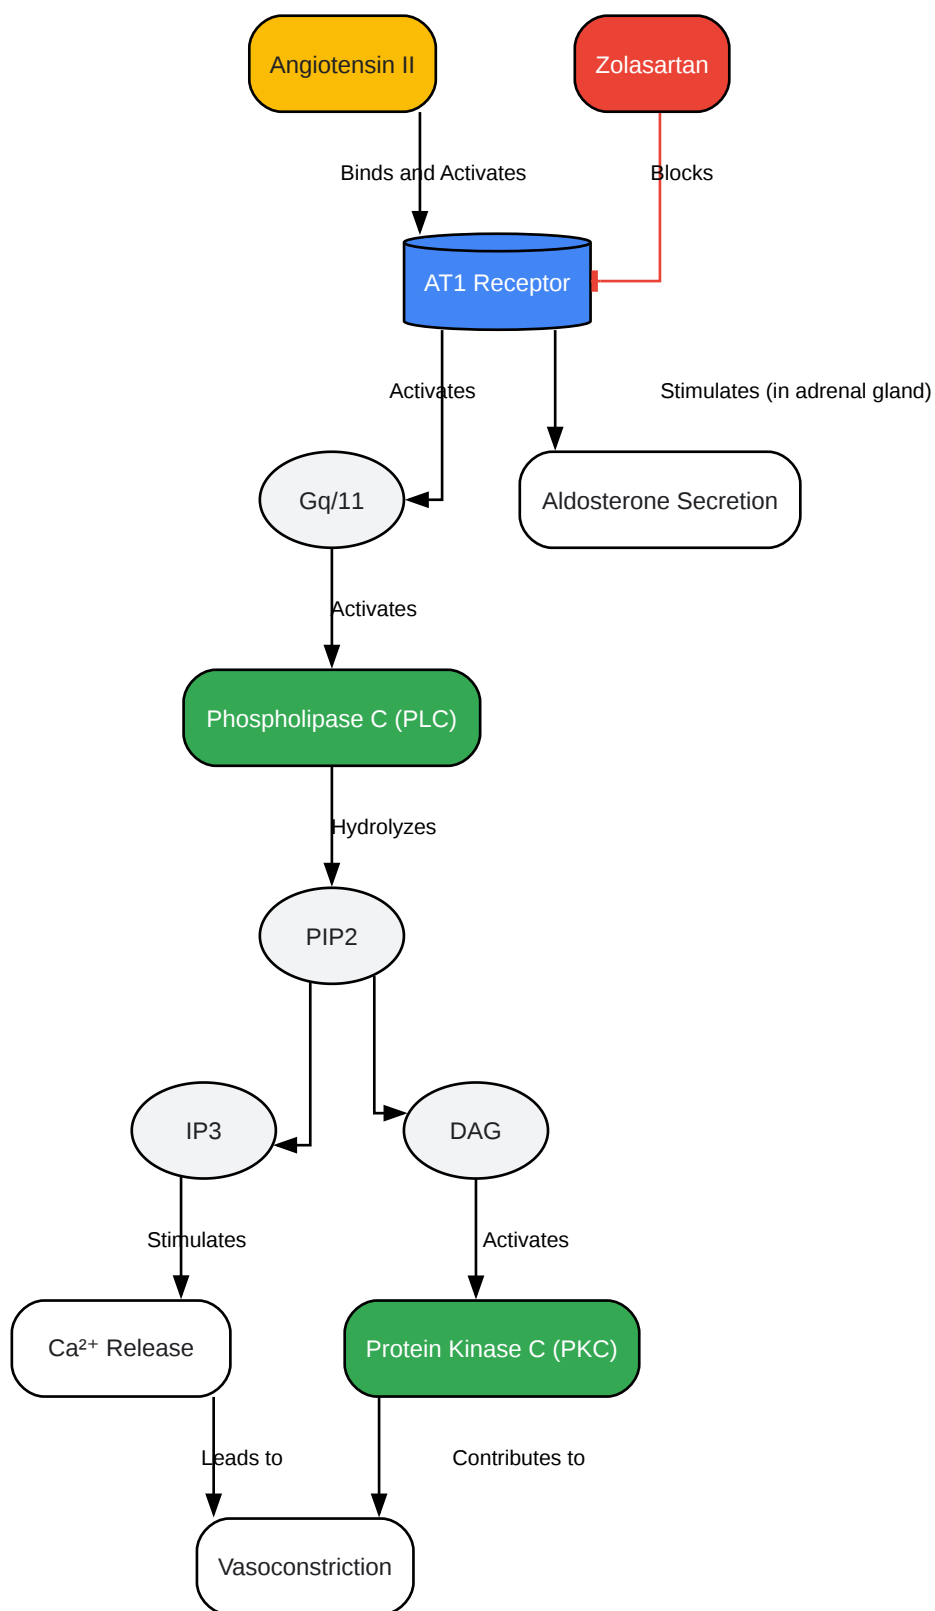 Angiotensin II
Zolasartan
Binds and Activates
Blocks
AT1 Receptor
Activates
Stimulates (in adrenal gland)
Gq/11
Aldosterone Secretion
Activates
Phospholipase C (PLC)
Hydrolyzes
PIP2
IP3
DAG
Stimulates
Activates
Ca²⁺ Release
Protein Kinase C (PKC)
Leads to
Contributes to
Vasoconstriction